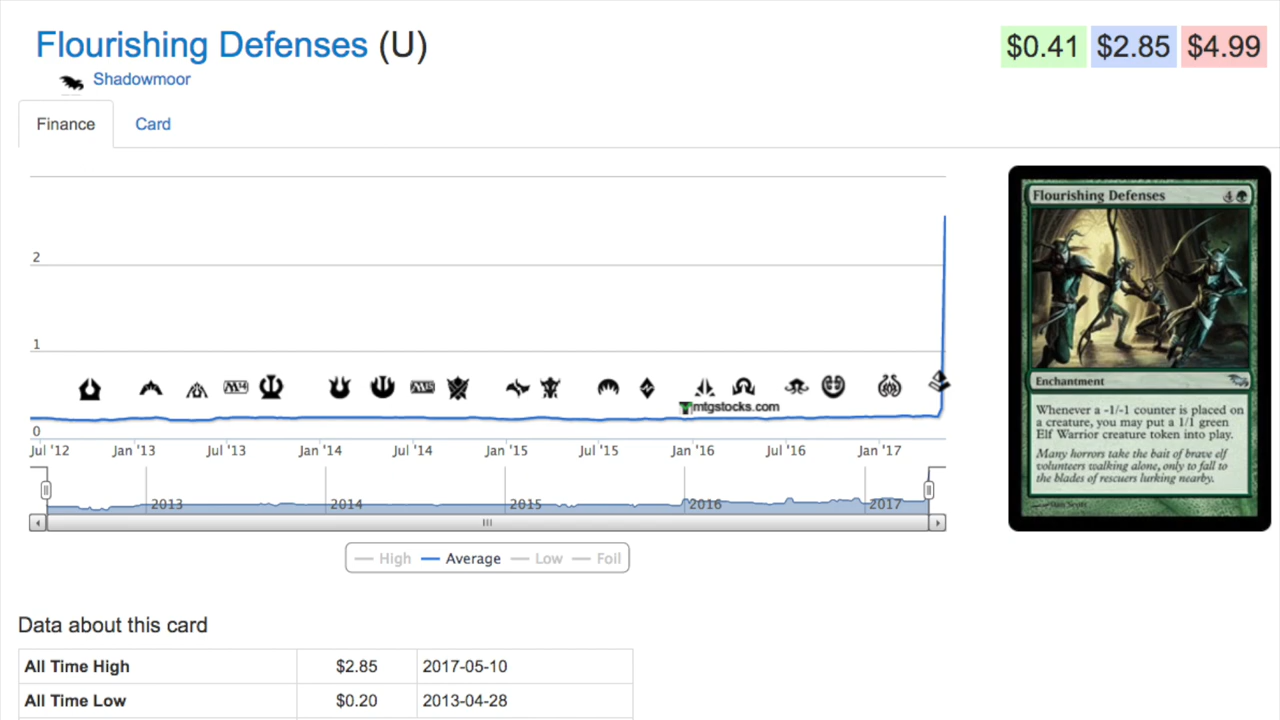 Flourishing Defenses (U)
$0.41 $2.85 $4.99
Shadowmoor
Finance Card
2
1
0
mtgstocks.com
Jul '12 Jan '13 Jul '13 Jan '14 Jul '14 Jan '15 Jul '15 Jan '16 Jul '16 Jan '17
2013 2014 2015 2016 2017
High Average Low Foil
Flourishing Defenses 4
Enchantment
Whenever a -1/-1 counter is placed on
a creature, you may put a 1/1 green
Elf Warrior creature token into play.
Many horrors take the bait of brave elf
volunteers walking alone, only to fall to
the blades of rescuers lurking nearby.
Data about this card
All Time High $2.85 2017-05-10
All Time Low $0.20 2013-04-28